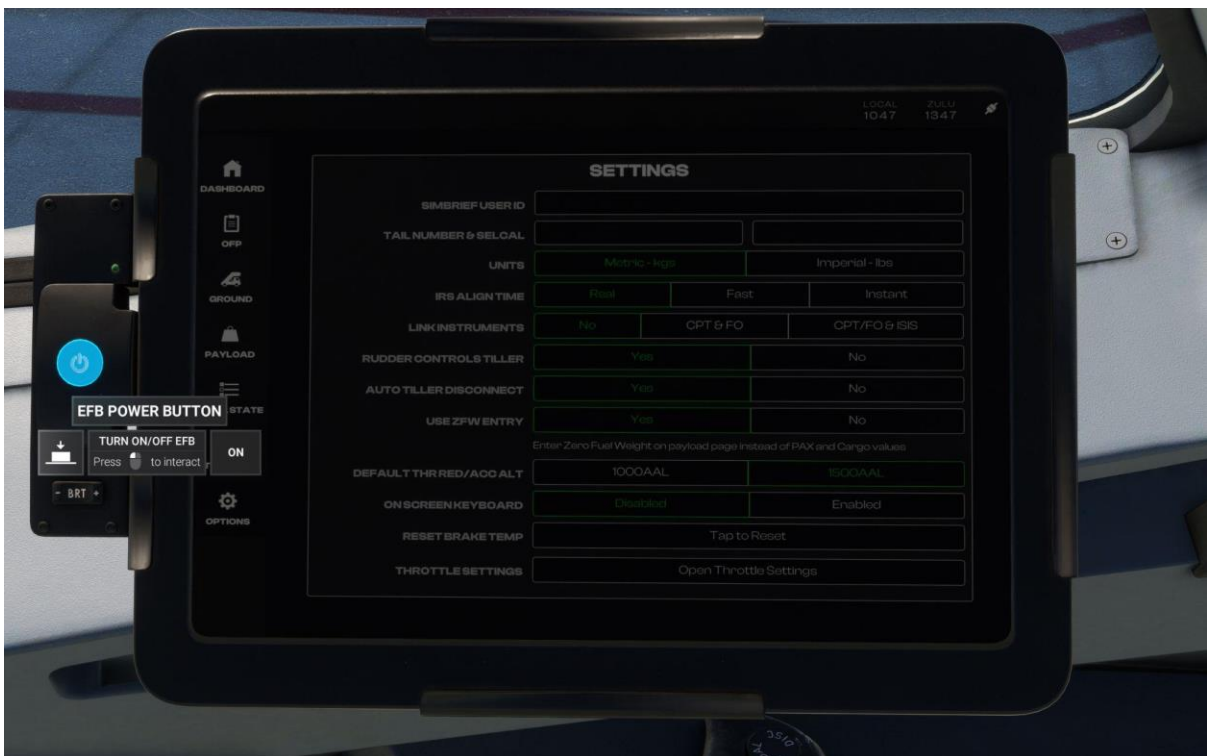 LOCAL ZULU
1047 1347
SETTINGS
DASHBOARD
OFP
GROUND
PAYLOAD
STATE
OPTIONS
SIMBRIEF USER ID
TAIL NUMBER & SELCAL
UNITS Metric - kgs Imperial - lbs
IRS ALIGN TIME Real Fast Instant
LINK INSTRUMENTS No CPT & FO CPT/FO & ISIS
RUDDER CONTROLS TILLER Yes No
AUTO TILLER DISCONNECT Yes No
USE ZFW ENTRY Yes No
Enter Zero Fuel Weight on payload page instead of PAX and Cargo values
DEFAULT THR RED/ACC ALT 1000AAL 1500AAL
ON SCREEN KEYBOARD Disabled Enabled
RESET BRAKE TEMP Tap to Reset
THROTTLE SETTINGS Open Throttle Settings
EFB POWER BUTTON
TURN ON/OFF EFB
Press to interact
ON
- BRT +